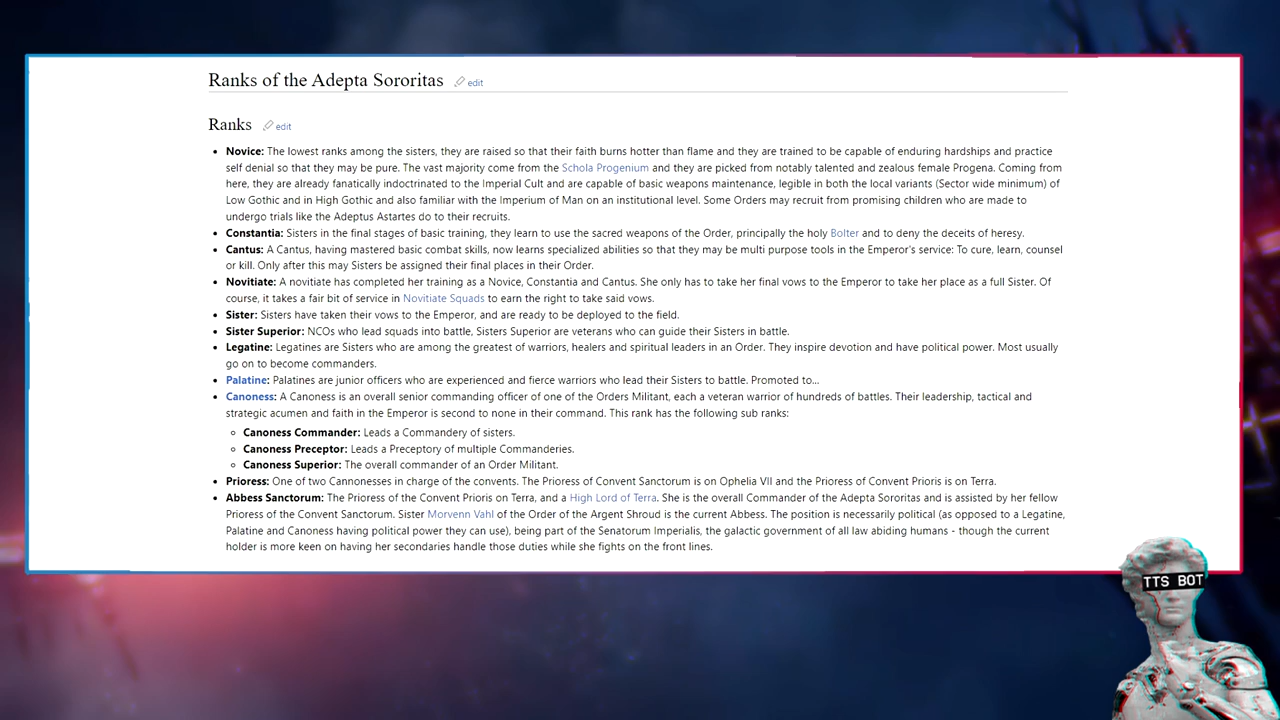 Ranks of the Adepta Sororitas edit
Ranks edit
Novice: The lowest ranks among the sisters, they are raised so that their faith burns hotter than flame and they are trained to be capable of enduring hardships and practice
self denial so that they may be pure. The vast majority come from the Schola Progenium and they are picked from notably talented and zealous female Progena. Coming from
here, they are already fanatically indoctrinated to the Imperial Cult and are capable of basic weapons maintenance, legible in both the local variants (Sector wide minimum) of
Low Gothic and in High Gothic and also familiar with the Imperium of Man on an institutional level. Some Orders may recruit from promising children who are made to
undergo trials like the Adeptus Astartes do to their recruits.
Constantia: Sisters in the final stages of basic training, they learn to use the sacred weapons of the Order, principally the holy Bolter and to deny the deceits of heresy.
Cantus: A Cantus, having mastered basic combat skills, now learns specialized abilities so that they may be multi purpose tools in the Emperor's service: To cure, learn, counsel
or kill. Only after this may Sisters be assigned their final places in their Order.
Novitiate: A novitiate has completed her training as a Novice, Constantia and Cantus. She only has to take her final vows to the Emperor to take her place as a full Sister. Of
course, it takes a fair bit of service in Novitiate Squads to earn the right to take said vows.
Sister: Sisters have taken their vows to the Emperor, and are ready to be deployed to the field.
Sister Superior: NCOs who lead squads into battle, Sisters Superior are veterans who can guide their Sisters in battle.
Legatine: Legatines are Sisters who are among the greatest of warriors, healers and spiritual leaders in an Order. They inspire devotion and have political power. Most usually
go on to become commanders.
Palatine: Palatines are junior officers who are experienced and fierce warriors who lead their Sisters to battle. Promoted to...
Canoness: A Canoness is an overall senior commanding officer of one of the Orders Militant, each a veteran warrior of hundreds of battles. Their leadership, tactical and
strategic acumen and faith in the Emperor is second to none in their command. This rank has the following sub ranks:
Canoness Commander: Leads a Commandery of sisters.
Canoness Preceptor: Leads a Preceptory of multiple Commanderies.
Canoness Superior: The overall commander of an Order Militant.
Prioress: One of two Cannonesses in charge of the convents. The Prioress of Convent Sanctorum is on Ophelia VII and the Prioress of Convent Prioris is on Terra.
Abbess Sanctorum: The Prioress of the Convent Prioris on Terra, and a High Lord of Terra. She is the overall Commander of the Adepta Sororitas and is assisted by her fellow
Prioress of the Convent Sanctorum. Sister Morvenn Vahl of the Order of the Argent Shroud is the current Abbess. The position is necessarily political (as opposed to a Legatine,
Palatine and Canoness having political power they can use), being part of the Senatorum Imperialis, the galactic government of all law abiding humans - though the current
holder is more keen on having her secondaries handle those duties while she fights on the front lines.
TTS BOT